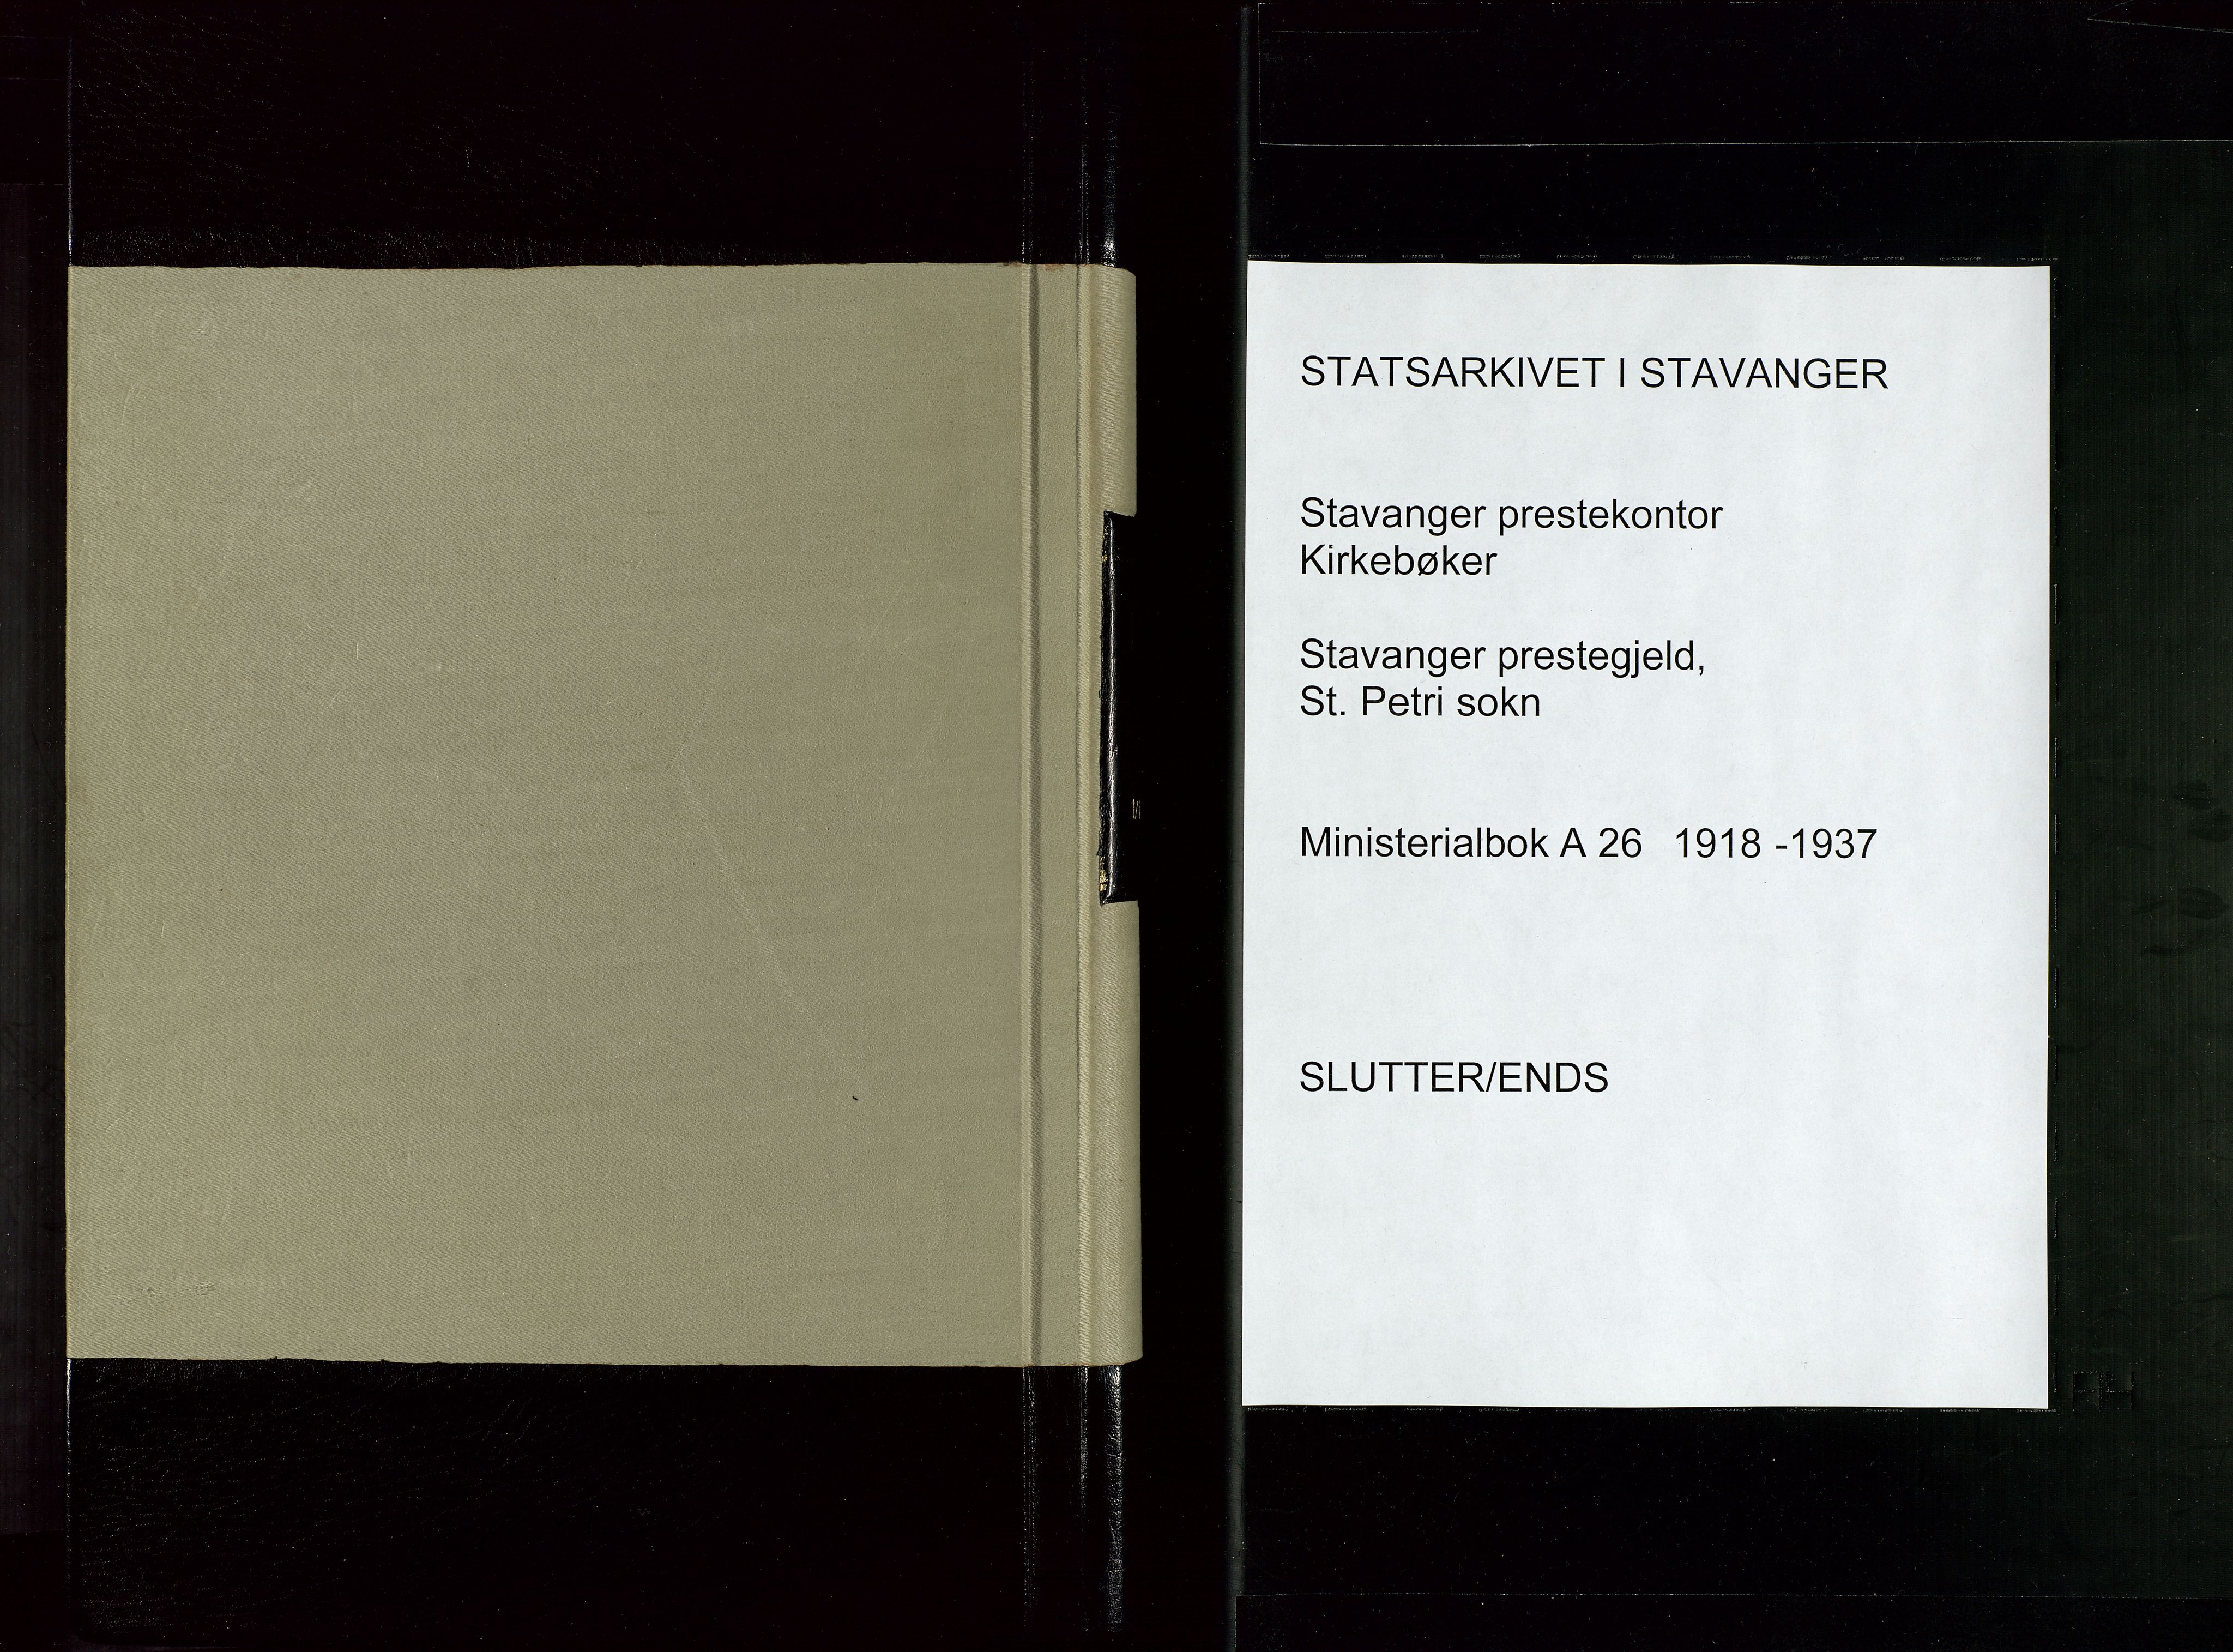 STATSARKIVET I STAVANGER
Stavanger prestekontor
Kirkebøker
Stavanger prestegjeld,
St. Petri sokn
Ministerialbok A 26 1918 -1937
SLUTTER/ENDS